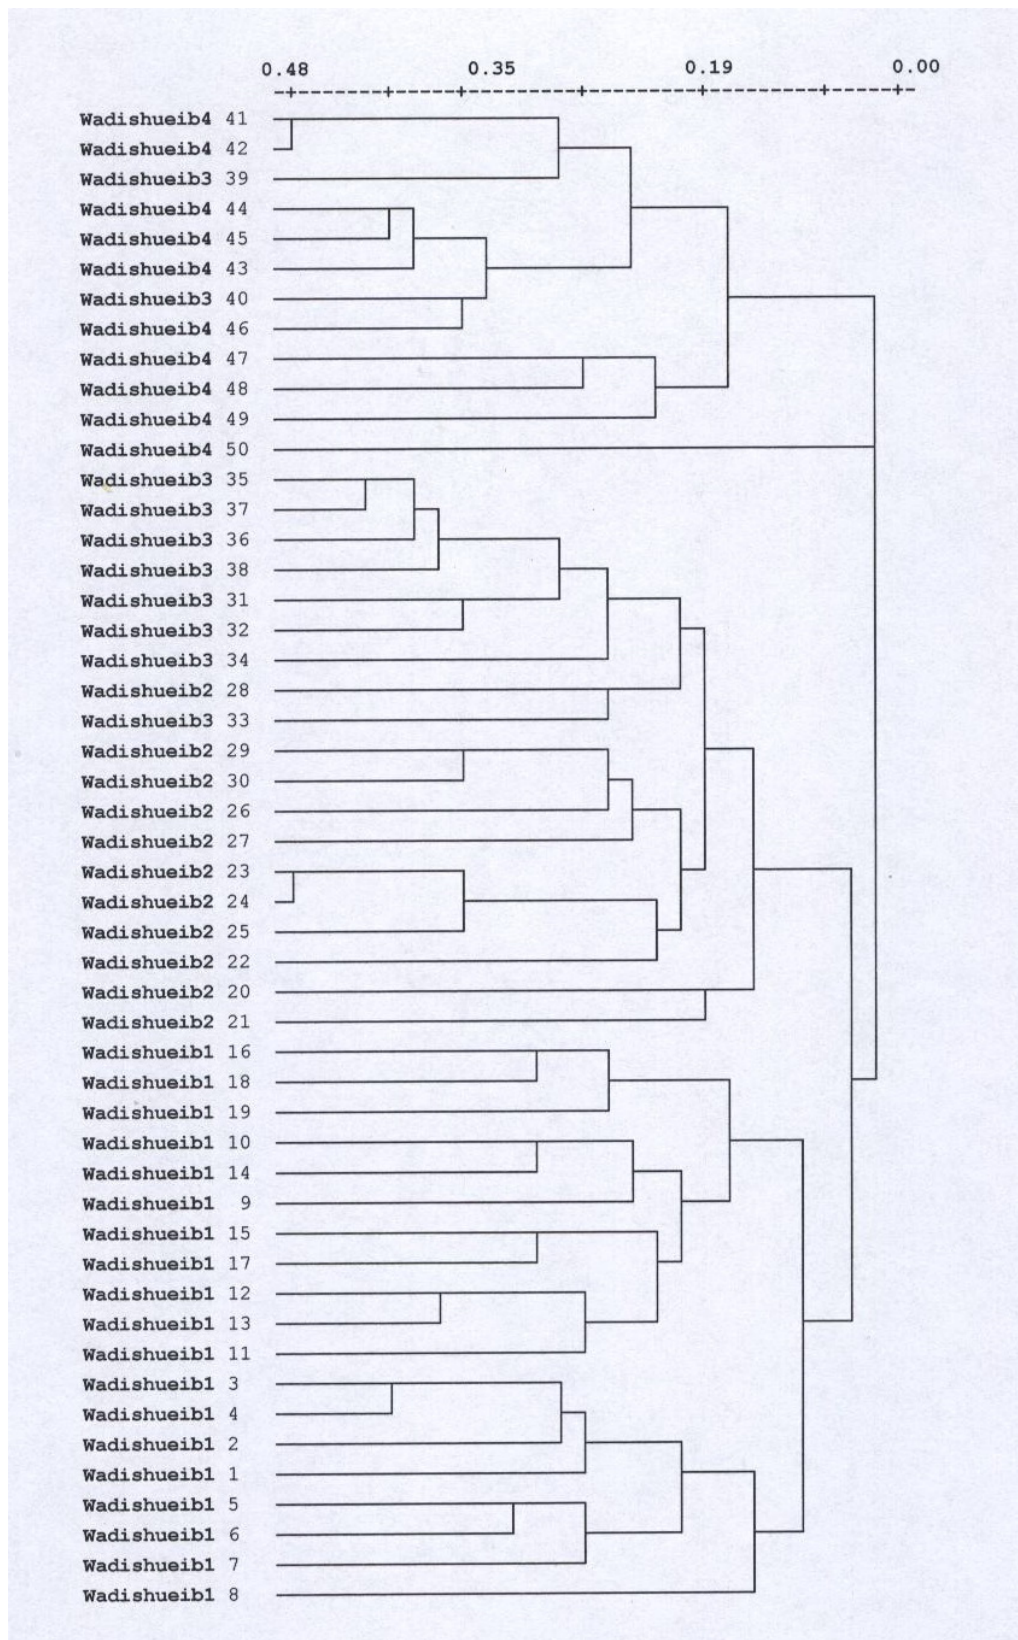 0.48 0.35 0.19 0.00
Wadishueib4 41
Wadishueib4 42
Wadishueib3 39
Wadishueib4 44
Wadishueib4 45
Wadishueib4 43
Wadishueib3 40
Wadishueib4 46
Wadishueib4 47
Wadishueib4 48
Wadishueib4 49
Wadishueib4 50
Wadishueib3 35
Wadishueib3 37
Wadishueib3 36
Wadishueib3 38
Wadishueib3 31
Wadishueib3 32
Wadishueib3 34
Wadishueib2 28
Wadishueib3 33
Wadishueib2 29
Wadishueib2 30
Wadishueib2 26
Wadishueib2 27
Wadishueib2 23
Wadishueib2 24
Wadishueib2 25
Wadishueib2 22
Wadishueib2 20
Wadishueib2 21
Wadishueib1 16
Wadishueib1 18
Wadishueib1 19
Wadishueib1 10
Wadishueib1 14
Wadishueib1 9
Wadishueib1 15
Wadishueib1 17
Wadishueib1 12
Wadishueib1 13
Wadishueib1 11
Wadishueib1 3
Wadishueib1 4
Wadishueib1 2
Wadishueib1 1
Wadishueib1 5
Wadishueib1 6
Wadishueib1 7
Wadishueib1 8